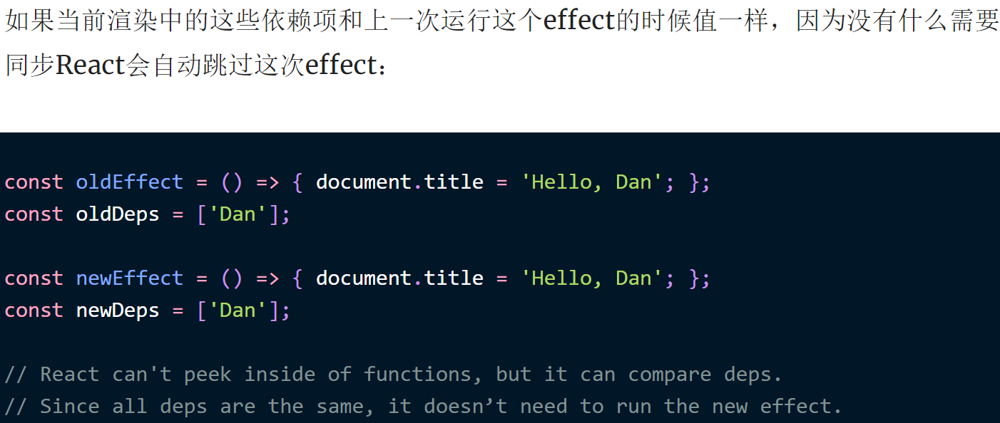 如果当前渲染中的这些依赖项和上一次运行这个effect的时候值一样，因为没有什么需要
同步React会自动跳过这次effect：
const oldEffect = () => { document.title = 'Hello, Dan'; };
const oldDeps = ['Dan'];
const newEffect = () => { document.title = 'Hello, Dan'; };
const newDeps = ['Dan'];
// React can't peek inside of functions, but it can compare deps.
// Since all deps are the same, it doesn’t need to run the new effect.